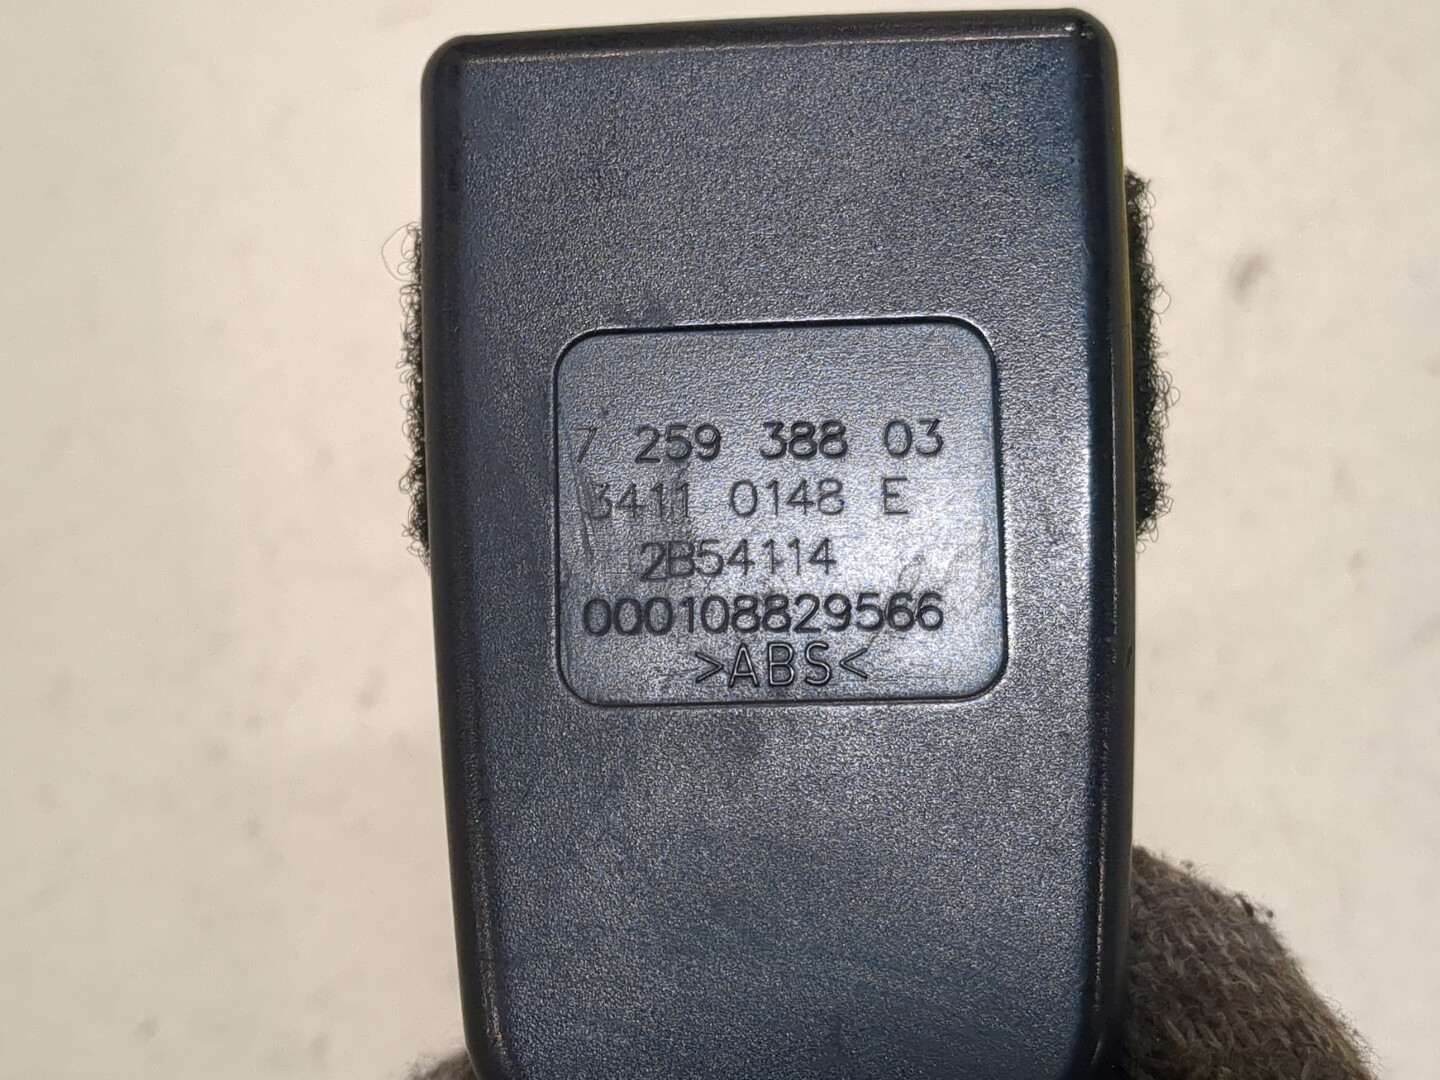 7 259 388 03
3411 0148 E
2B54114
000108829566
>ABS<